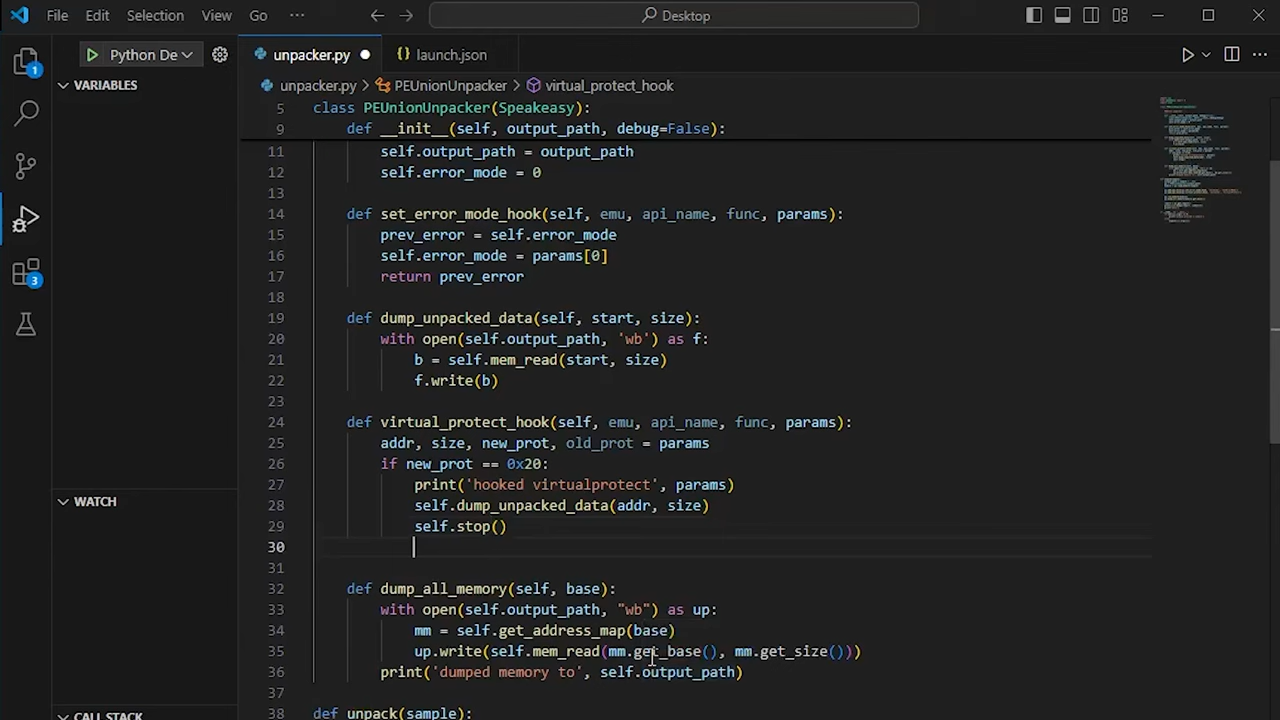 File Edit Selection View Go ··· Desktop
Python De unpacker.py {} launch.json
VARIABLES unpacker.py > PEUnionUnpacker > virtual_protect_hook
5 class PEUnionUnpacker(Speakeasy):
9 def __init__(self, output_path, debug=False):
11 self.output_path = output_path
12 self.error_mode = 0
13
14 def set_error_mode_hook(self, emu, api_name, func, params):
15 prev_error = self.error_mode
16 self.error_mode = params[0]
17 return prev_error
18
19 def dump_unpacked_data(self, start, size):
20 with open(self.output_path, 'wb') as f:
21 b = self.mem_read(start, size)
22 f.write(b)
23
24 def virtual_protect_hook(self, emu, api_name, func, params):
25 addr, size, new_prot, old_prot = params
26 if new_prot == 0x20:
27 print('hooked virtualprotect', params)
28 self.dump_unpacked_data(addr, size)
WATCH
29 self.stop()
30
31
32 def dump_all_memory(self, base):
33 with open(self.output_path, "wb") as up:
34 mm = self.get_address_map(base)
35 up.write(self.mem_read(mm.get_base(), mm.get_size()))
36 print('dumped memory to', self.output_path)
37
38 def unpack(sample):
CALL STACK
1
3